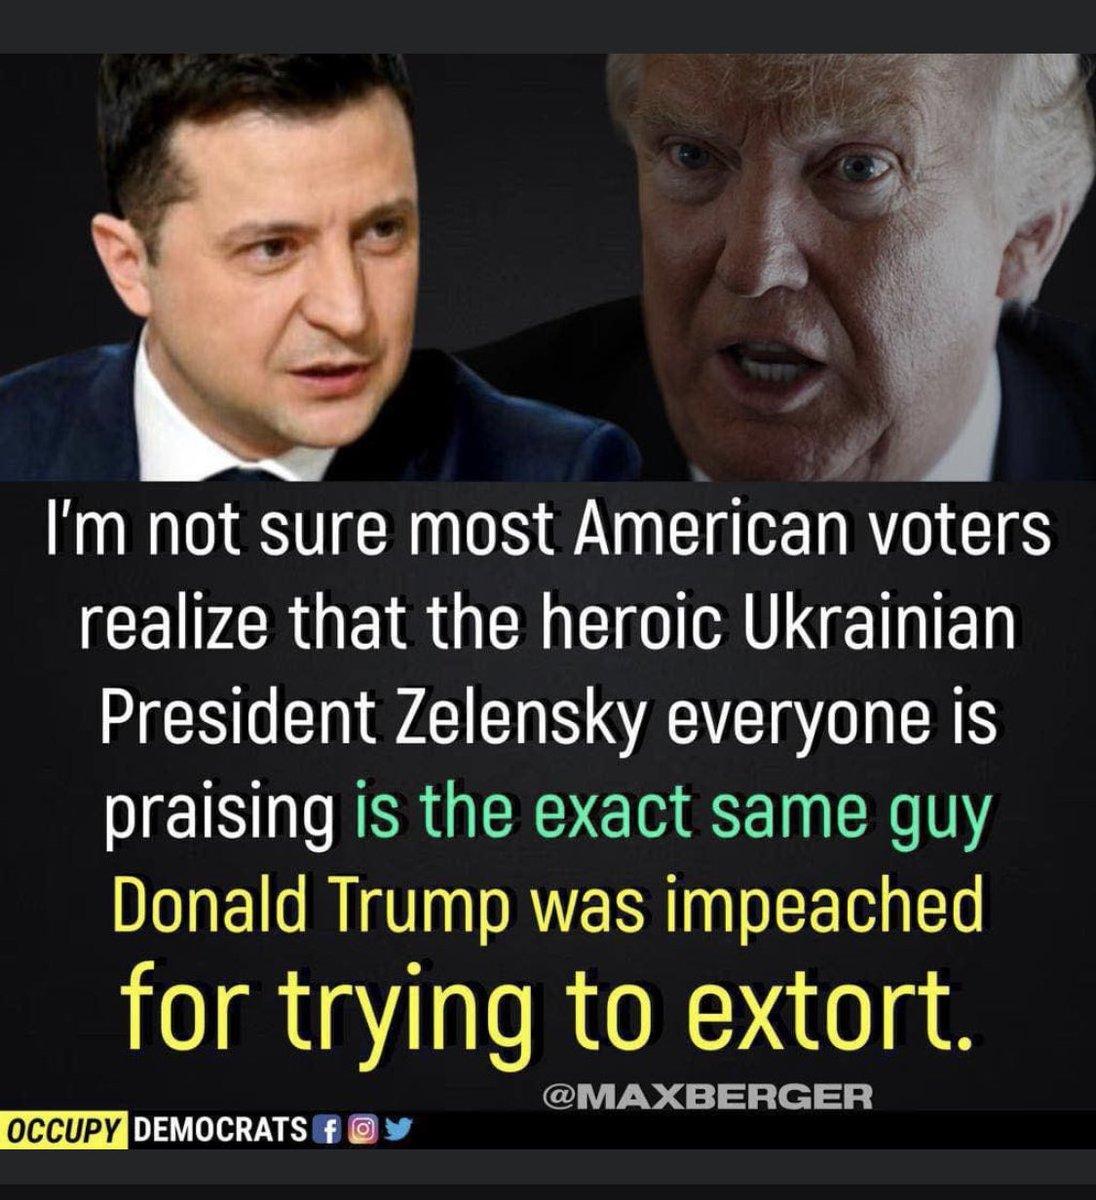 I'm not sure most American voters
realize that the heroic Ukrainian
President Zelensky everyone is
praising is the exact same guy
Donald Trump was impeached
for trying to extort.
@MAXBERGER
OCCUPY DEMOCRATS